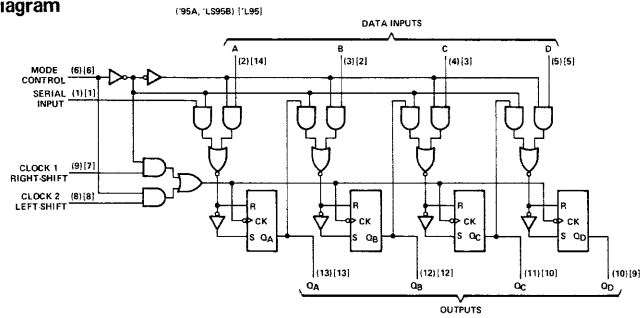 iagram
('95A, 'LS95B) ['L95]
DATA INPUTS
A B C D
(2) [14] (3) [2] (4) [3] (5) [5]
MODE CONTROL (6) [6]
SERIAL INPUT (1) [1]
CLOCK 1 RIGHT-SHIFT (9) [7]
CLOCK 2 LEFT-SHIFT (8) [8]
R R R R
CK CK CK CK
S QA S QB S QC S QD
(13) [13] (12) [12] (11) [10] (10) [9]
QA QB QC QD
OUTPUTS